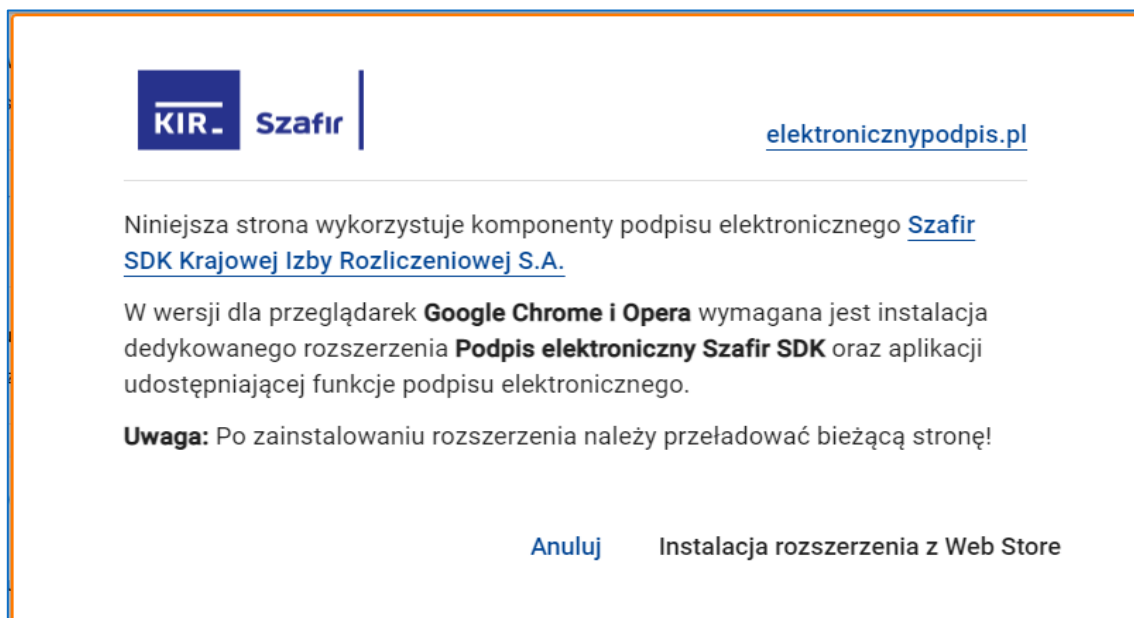 KIR Szafir
elektronicznypodpis.pl
Niniejsza strona wykorzystuje komponenty podpisu elektronicznego Szafir
SDK Krajowej Izby Rozliczeniowej S.A.
W wersji dla przeglądarek Google Chrome i Opera wymagana jest instalacja
dedykowanego rozszerzenia Podpis elektroniczny Szafir SDK oraz aplikacji
udostępniającej funkcje podpisu elektronicznego.
Uwaga: Po zainstalowaniu rozszerzenia należy przeładować bieżącą stronę!
Anuluj Instalacja rozszerzenia z Web Store